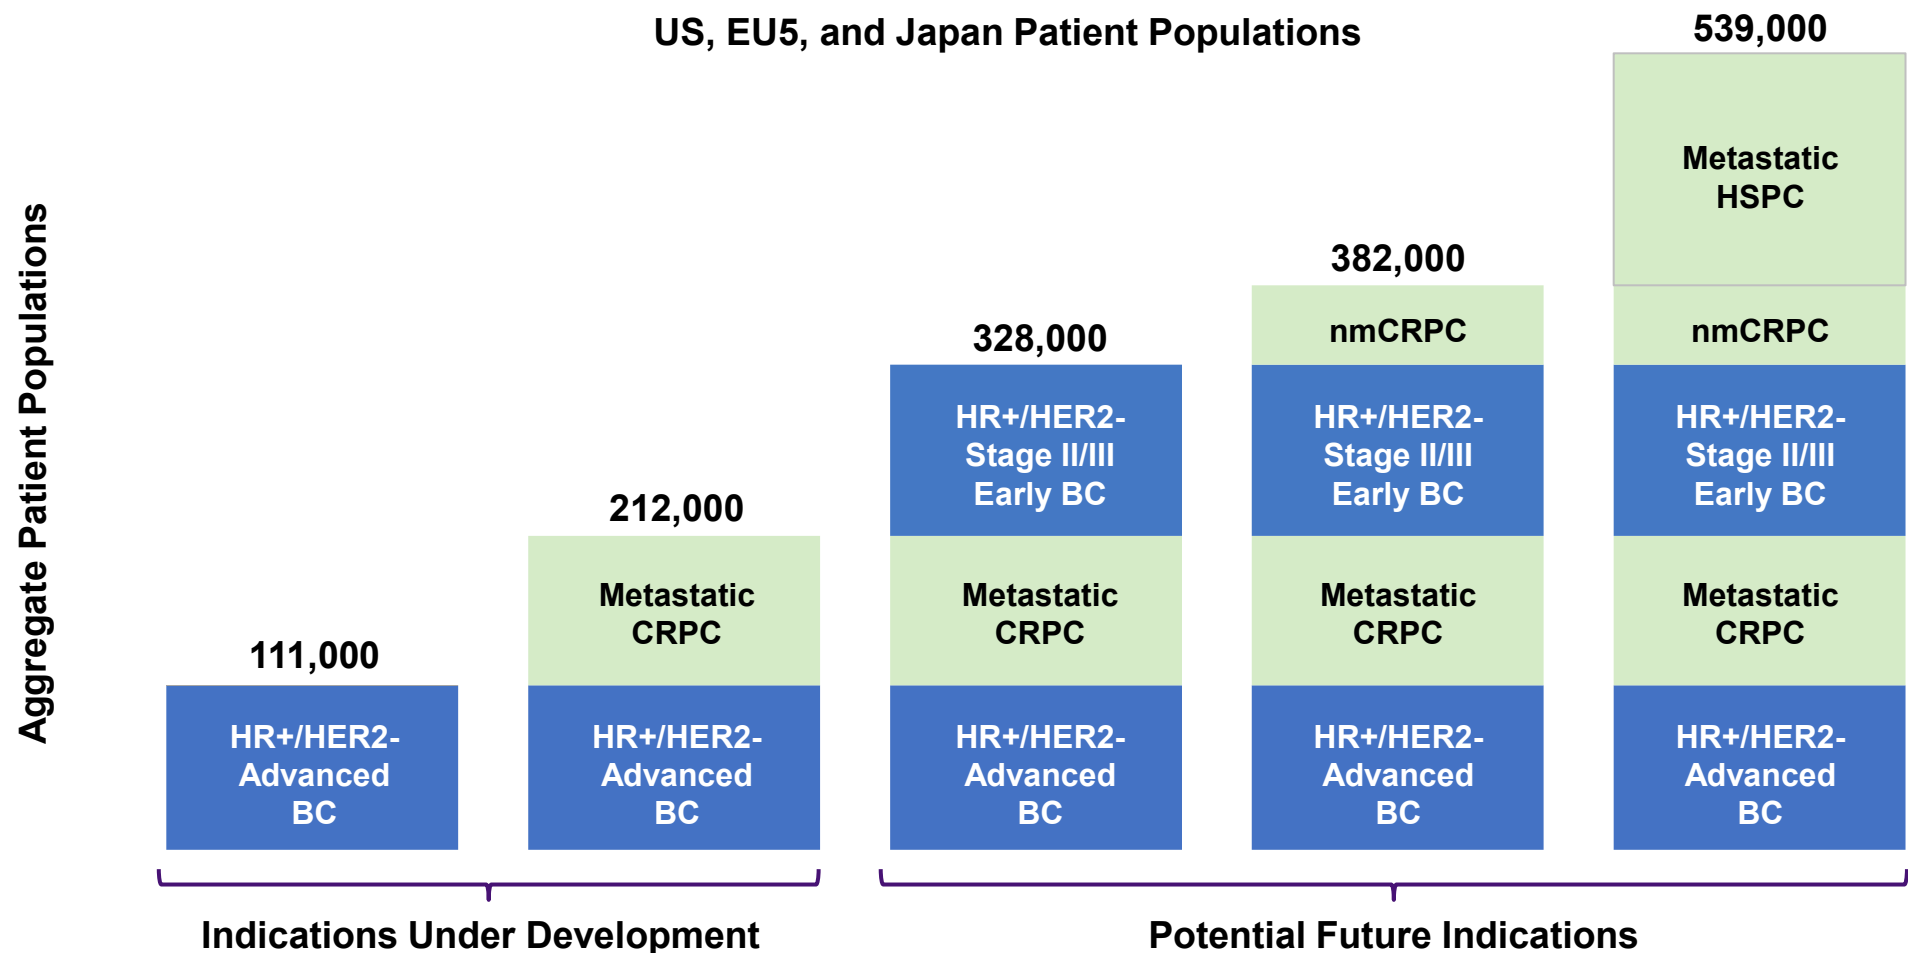 US, EU5, and Japan Patient Populations
Aggregate Patient Populations
111,000
HR+/HER2-
Advanced
BC
212,000
Metastatic
CRPC
HR+/HER2-
Advanced
BC
328,000
HR+/HER2-
Stage II/III
Early BC
Metastatic
CRPC
HR+/HER2-
Advanced
BC
382,000
nmCRPC
HR+/HER2-
Stage II/III
Early BC
Metastatic
CRPC
HR+/HER2-
Advanced
BC
539,000
Metastatic
HSPC
nmCRPC
HR+/HER2-
Stage II/III
Early BC
Metastatic
CRPC
HR+/HER2-
Advanced
BC
Indications Under Development
Potential Future Indications